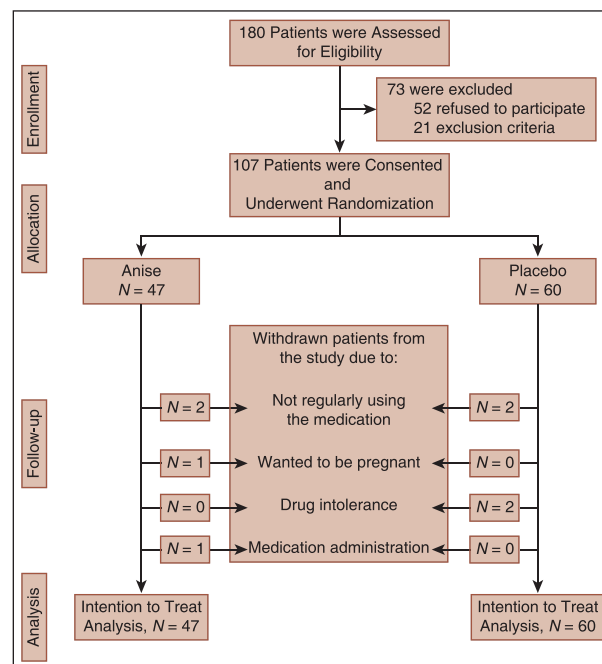 180 Patients were Assessed
for Eligibility
Enrollment
73 were excluded
52 refused to participate
21 exclusion criteria
107 Patients were Consented
and
Underwent Randomization
Allocation
Anise
N = 47
Placebo
N = 60
Withdrawn patients from
the study due to:
Follow-up
N = 2
Not regularly using
the medication
N = 2
N = 1
Wanted to be pregnant
N = 0
N = 0
Drug intolerance
N = 2
N = 1
Medication administration
N = 0
Analysis
Intention to Treat
Analysis, N = 47
Intention to Treat
Analysis, N = 60